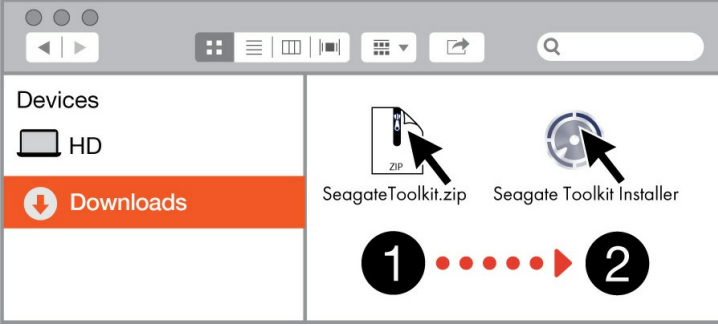 Devices
HD
Downloads
ZIP
SeagateToolkit.zip
Seagate Toolkit Installer
1
2